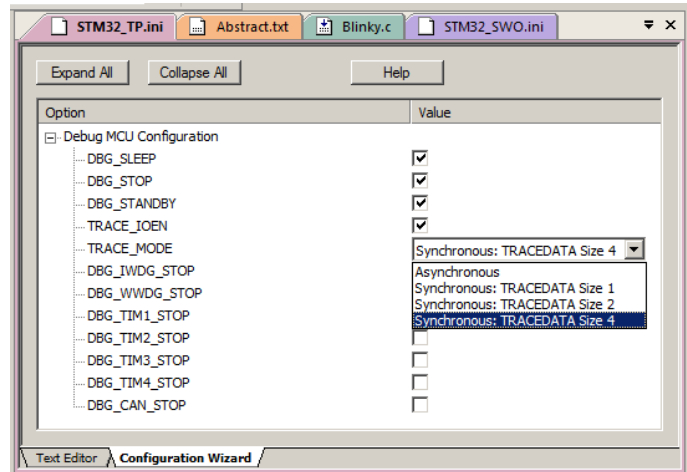 STM32_TP.ini Abstract.txt Blinky.c STM32_SWO.ini
Expand All Collapse All Help
Option Value
Debug MCU Configuration
DBG_SLEEP
DBG_STOP
DBG_STANDBY
TRACE_IOEN
TRACE_MODE Synchronous: TRACEDATA Size 4
DBG_IWDG_STOP Asynchronous
Synchronous: TRACEDATA Size 1
DBG_WWDG_STOP Synchronous: TRACEDATA Size 2
DBG_TIM1_STOP Synchronous: TRACEDATA Size 4
DBG_TIM2_STOP
DBG_TIM3_STOP
DBG_TIM4_STOP
DBG_CAN_STOP
Text Editor Configuration Wizard